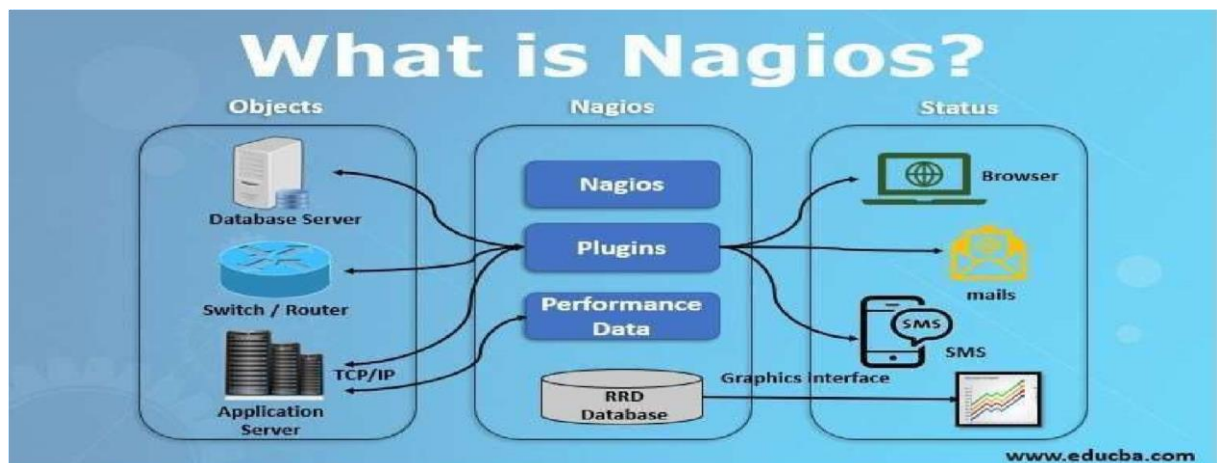 What is Nagios?
Objects
Nagios
Status
Database Server
Switch / Router
TCP/IP
Application
Server
Nagios
Plugins
Performance
Data
RRD
Database
Graphics interface
Browser
mails
SMS
SMS
www.educba.com